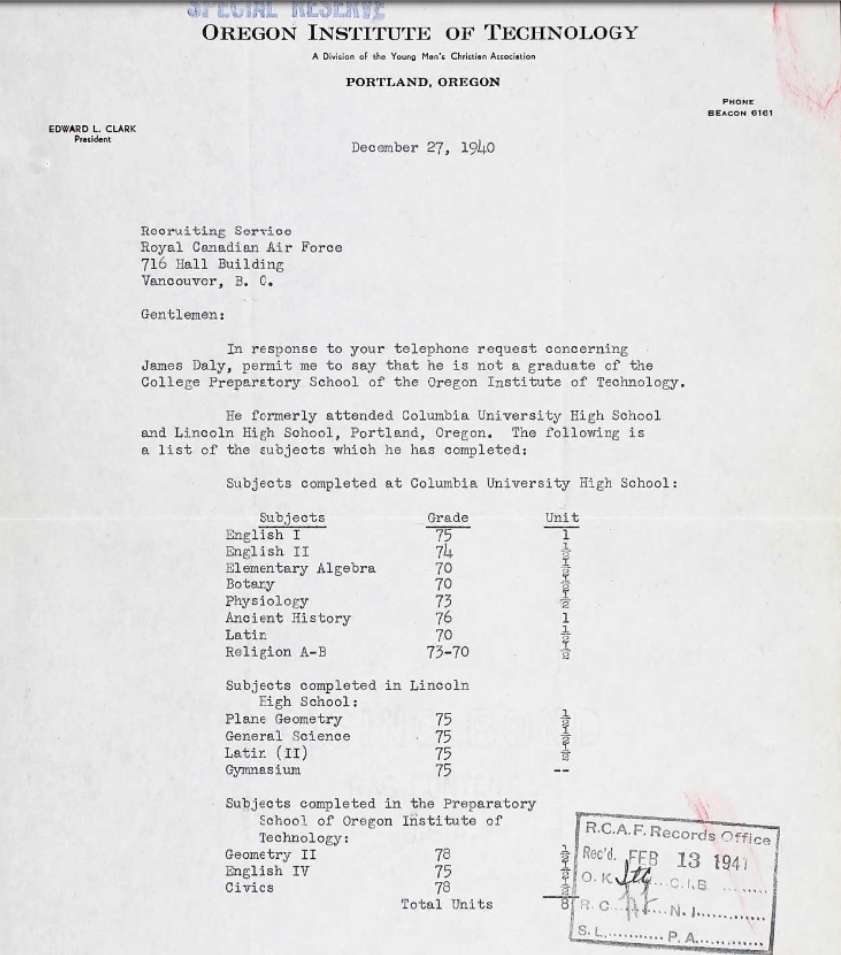 SPECIAL RESERVE
OREGON INSTITUTE OF TECHNOLOGY
A Division of the Young Men's Christian Association
PORTLAND, OREGON
PHONE
BEACON 6161
EDWARD L. CLARK
President
December 27, 1940
Recruiting Service
Royal Canadian Air Force
716 Hall Building
Vancouver, B. C.
Gentlemen:
In response to your telephone request concerning
James Daly, permit me to say that he is not a graduate of the
College Preparatory School of the Oregon Institute of Technology.
He formerly attended Columbia University High School
and Lincoln High School, Portland, Oregon. The following is
a list of the subjects which he has completed:
Subjects completed at Columbia University High School:
Subjects Grade Unit
English I 75 1
English II 74 1/2
Elementary Algebra 70 1/2
Botany 70 1/2
Physiology 73 1/2
Ancient History 76 1
Latin 70 1/2
Religion A-B 73-70 1/2
Subjects completed in Lincoln
High School:
Plane Geometry 75 1/2
General Science 75 1/2
Latin (II) 75 1/2
Gymnasium 75 --
Subjects completed in the Preparatory
School of Oregon Institute of
Technology:
Geometry II 78 1/2
English IV 75 1/2
Civics 78 1/2
Total Units 8
R.C.A.F. Records Office
Rec'd. FEB 13 1941
O.K. C.I.B.
R.C. N.I.
S.L. P.A.